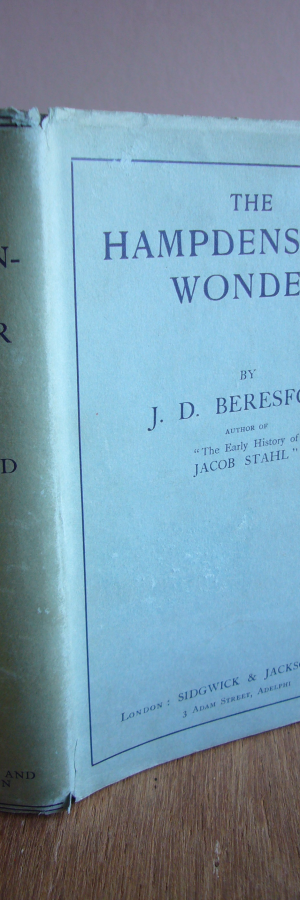 N-
R
D
AND
N
THE
HAMPDENS
WONDE
BY
J. D. BERESFO
AUTHOR OF
"The Early History of
JACOB STAHL"
LONDON: SIDGWICK & JACKSO
3 ADAM STREET, ADELPHI